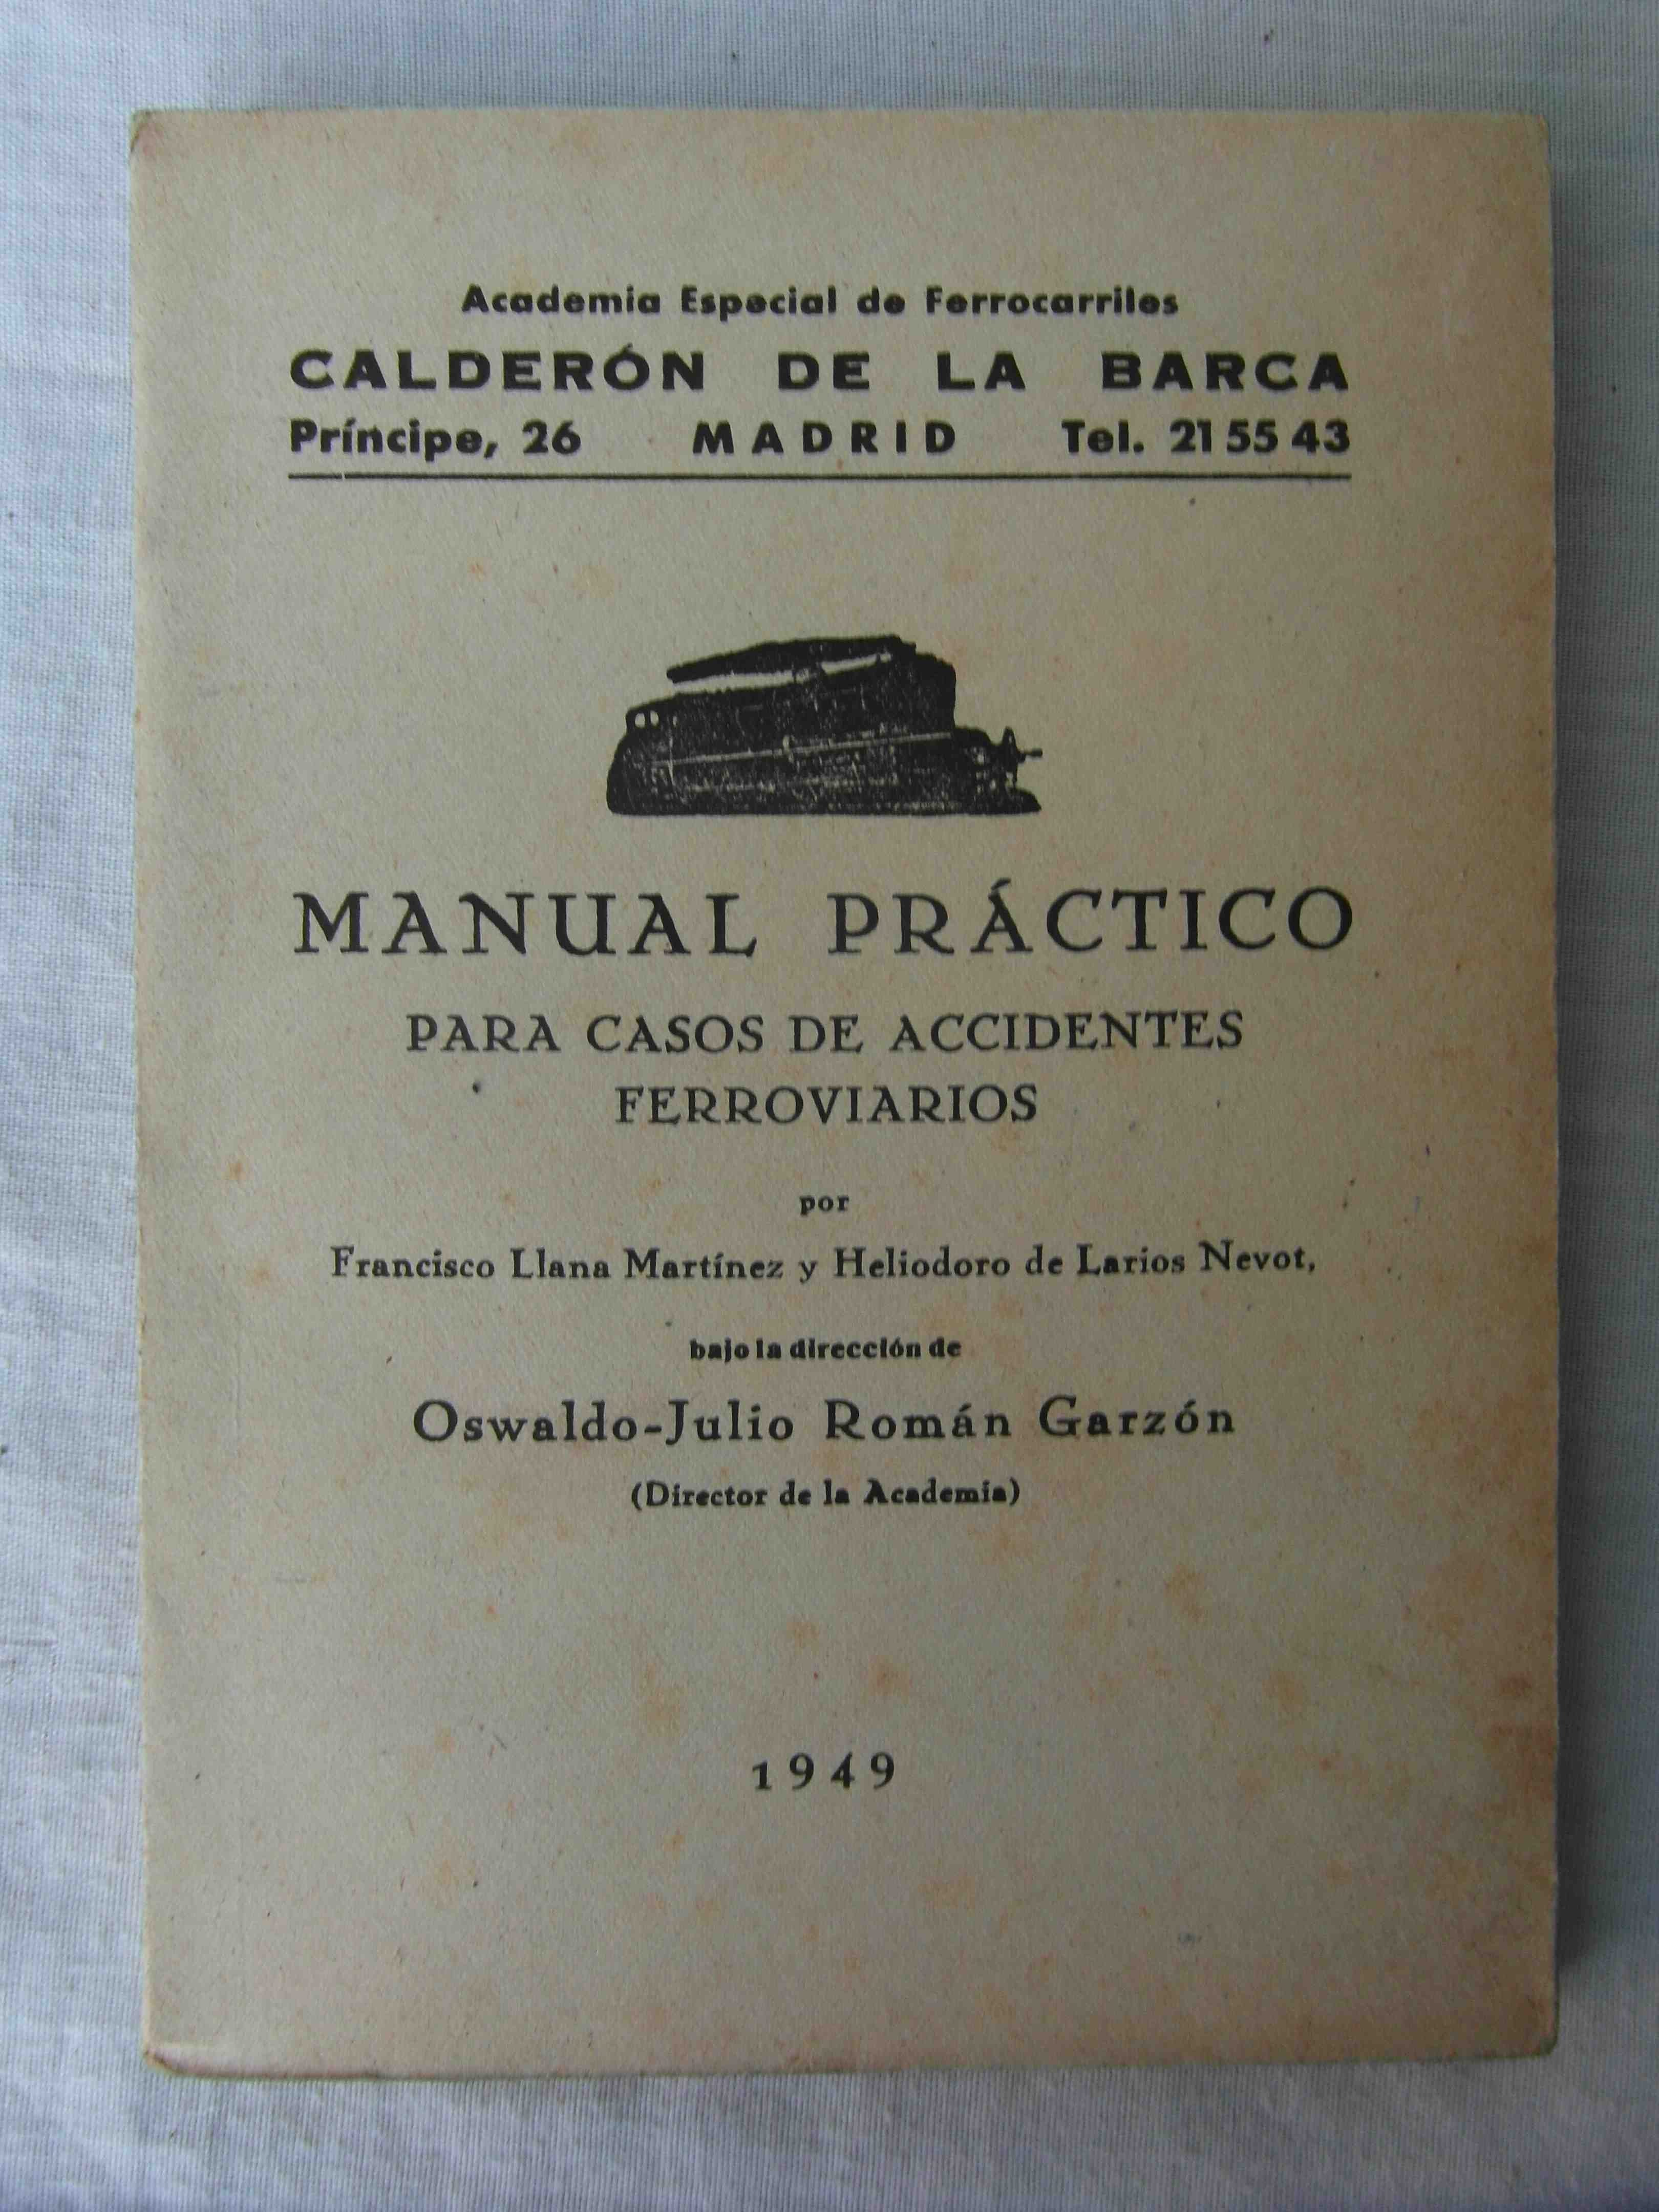 Academia Especial de Ferrocarriles
CALDERÓN DE LA BARCA
Príncipe, 26 MADRID Tel. 21 55 43
MANUAL PRÁCTICO
PARA CASOS DE ACCIDENTES
FERROVIARIOS
por
Francisco Llana Martínez y Heliodoro de Larios Nevot,
bajo la dirección de
Oswaldo-Julio Román Garzón
(Director de la Academia)
1949